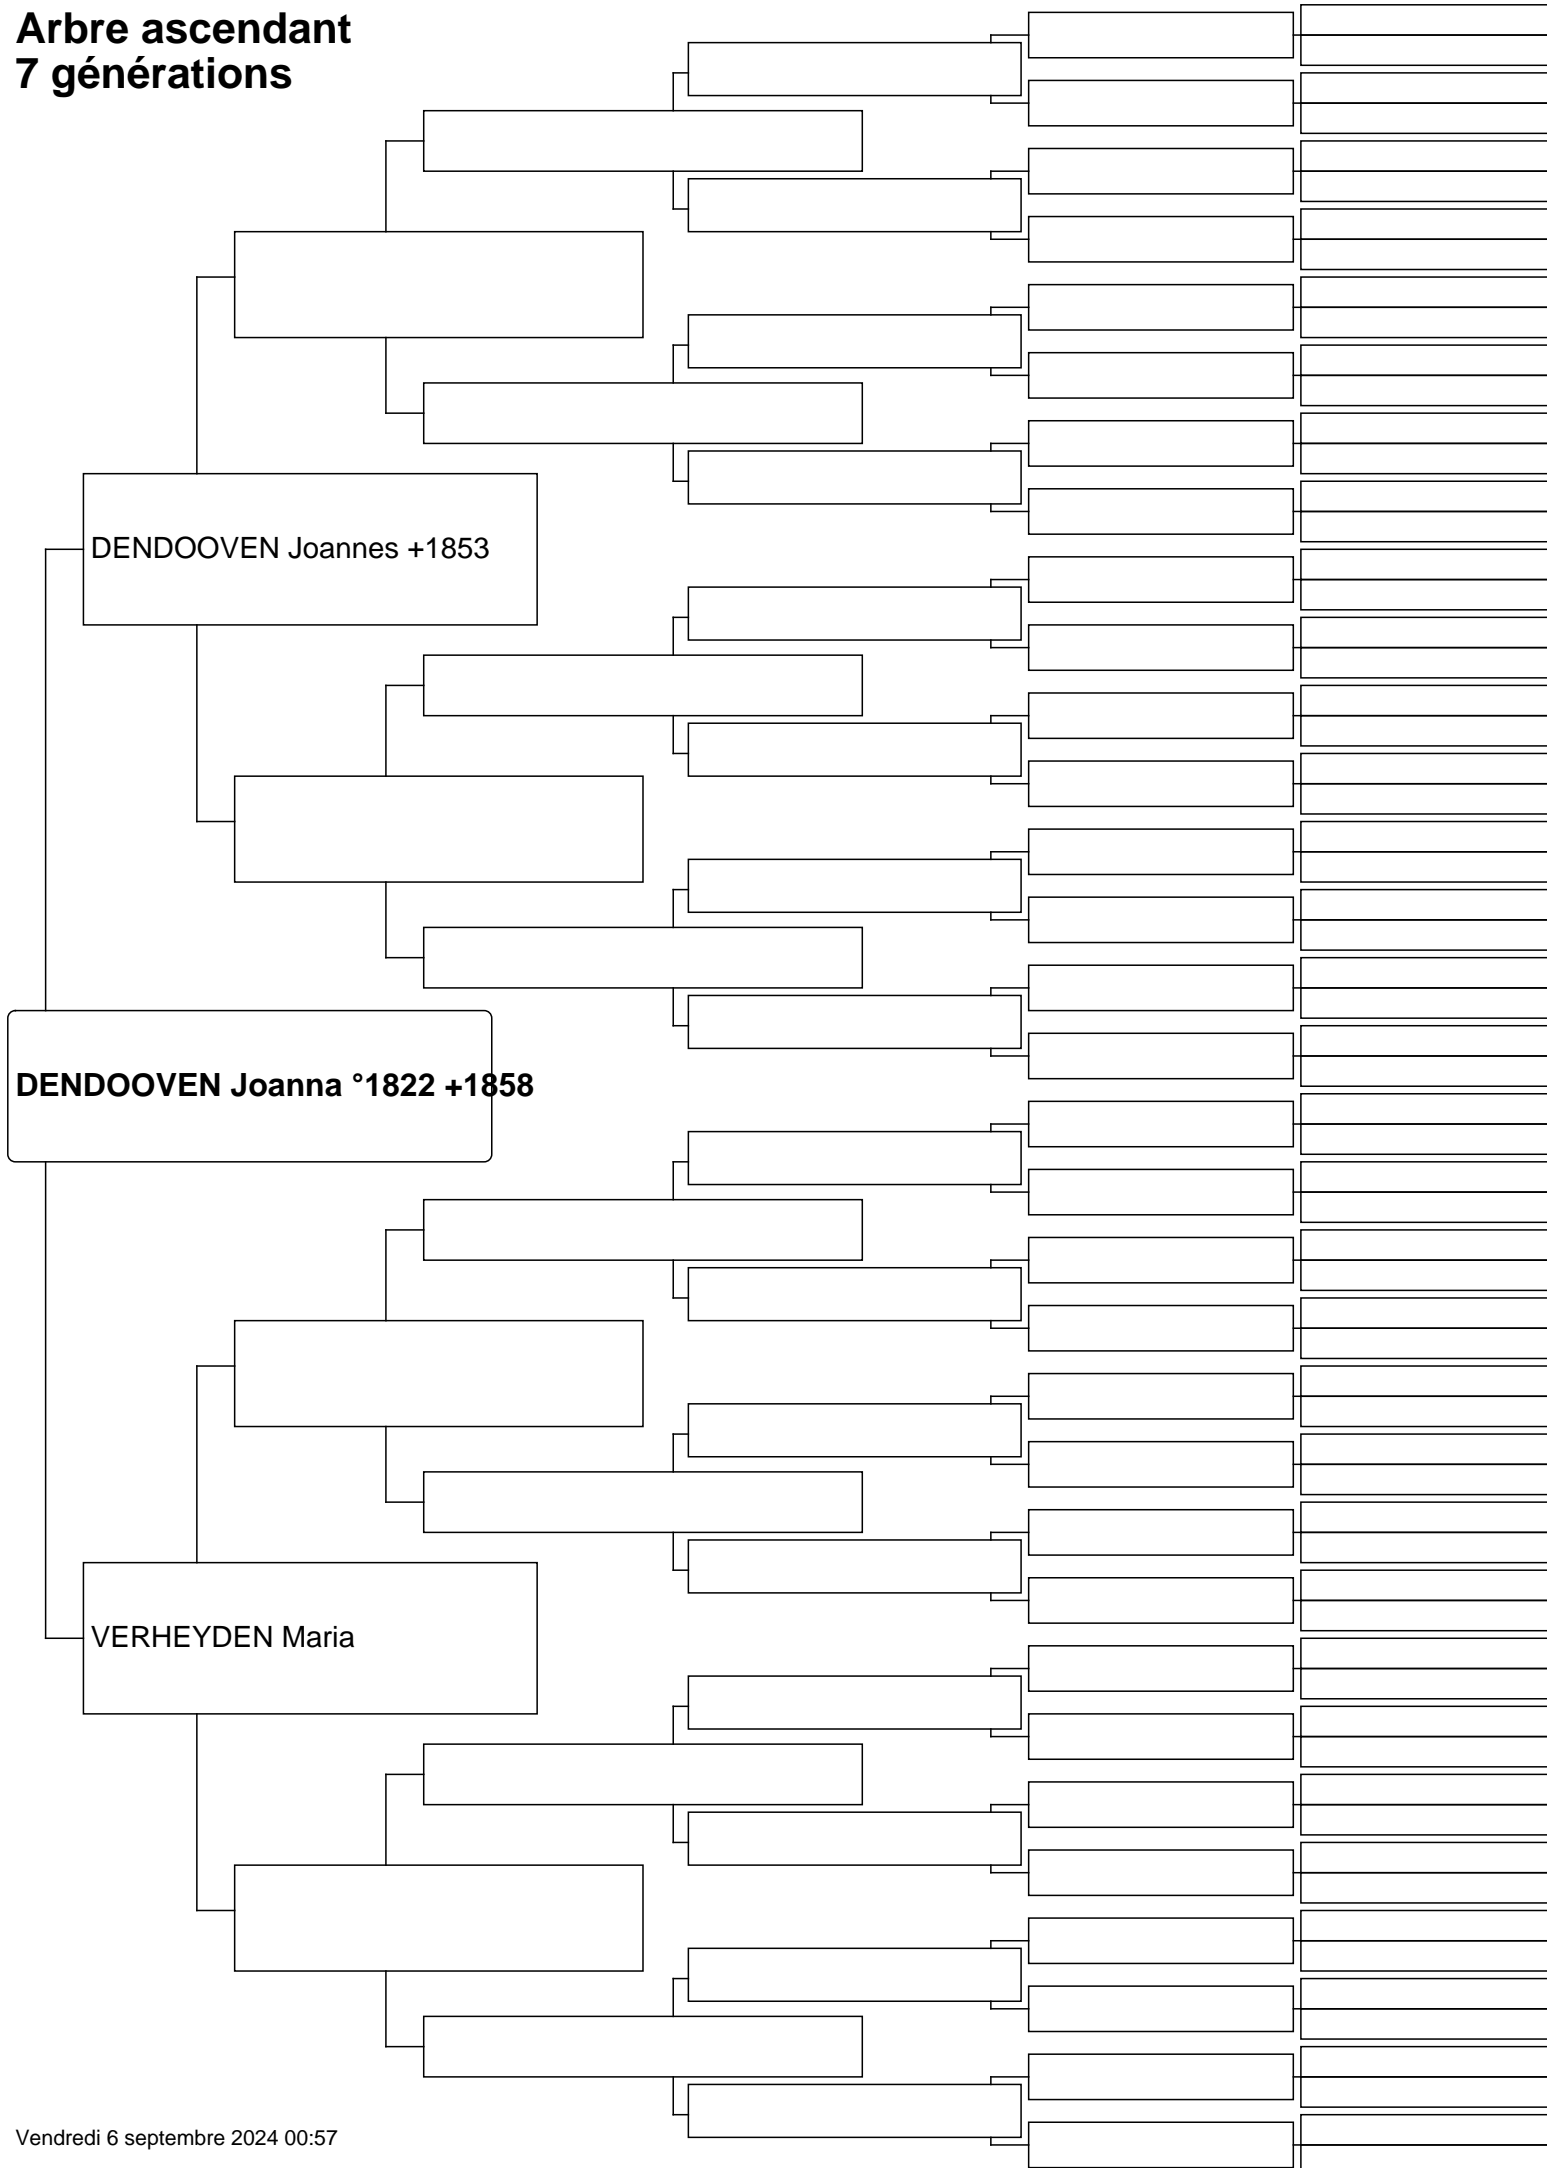 Arbre ascendant
7 générations
DENDOOVEN Joannes +1853
DENDOOVEN Joanna °1822 +1858
VERHEYDEN Maria
Vendredi 6 septembre 2024 00:57